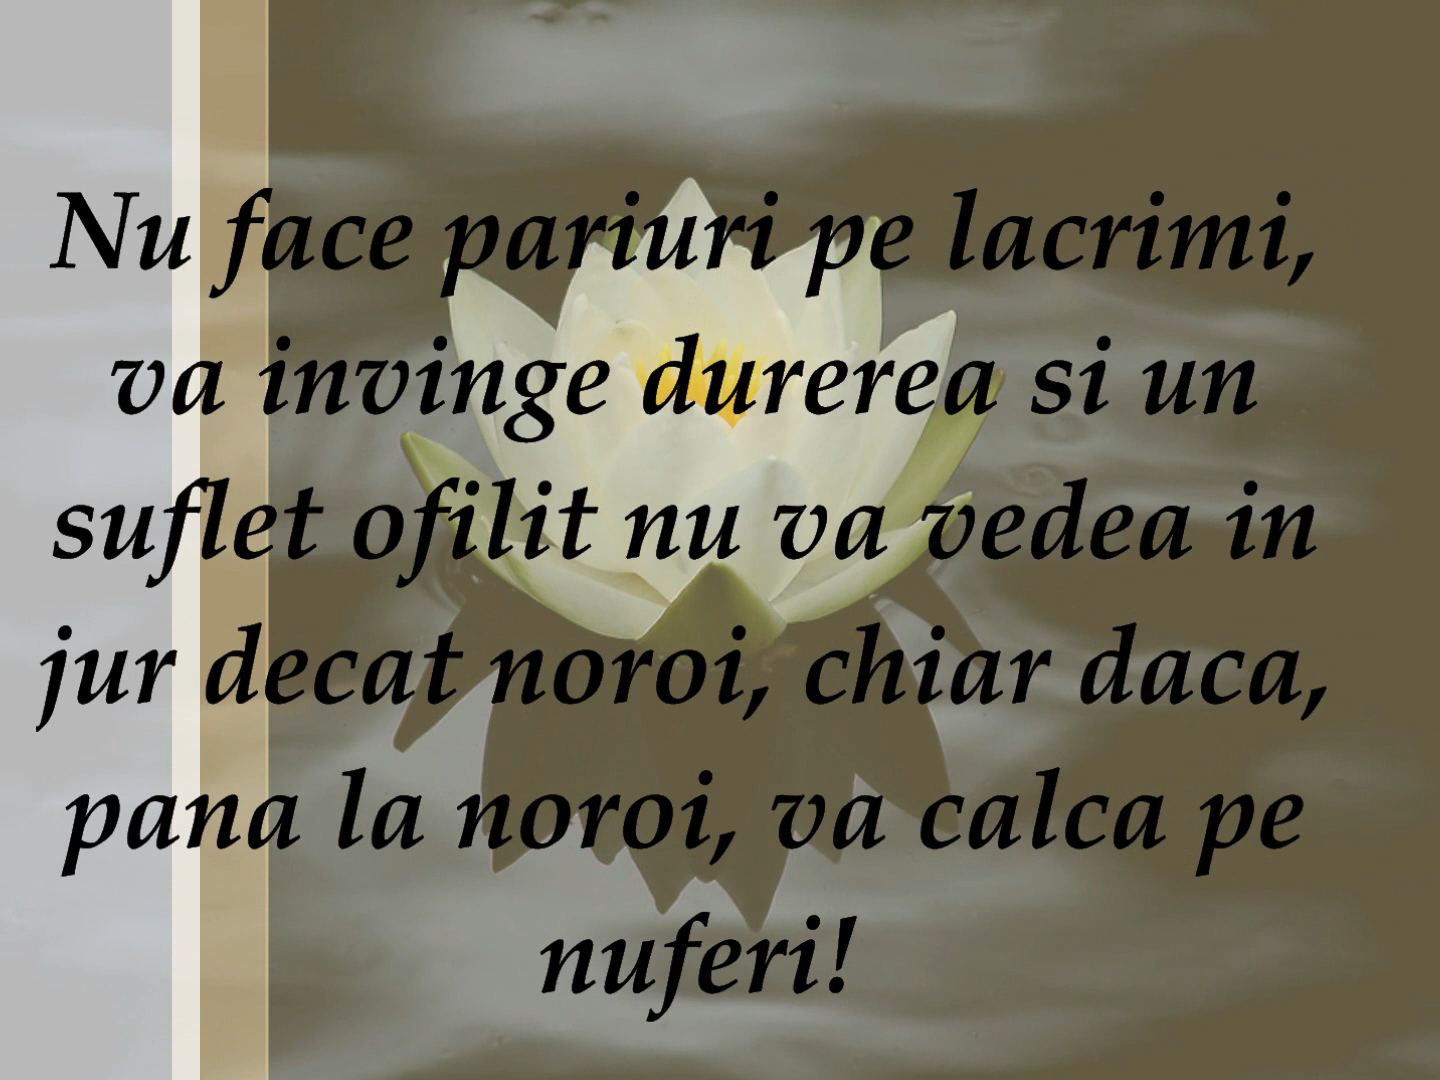 Nu face pariuri pe lacrimi,
va invinge durerea si un
suflet ofilit nu va vedea in
jur decat noroi, chiar daca,
pana la noroi, va calca pe
nuferi!